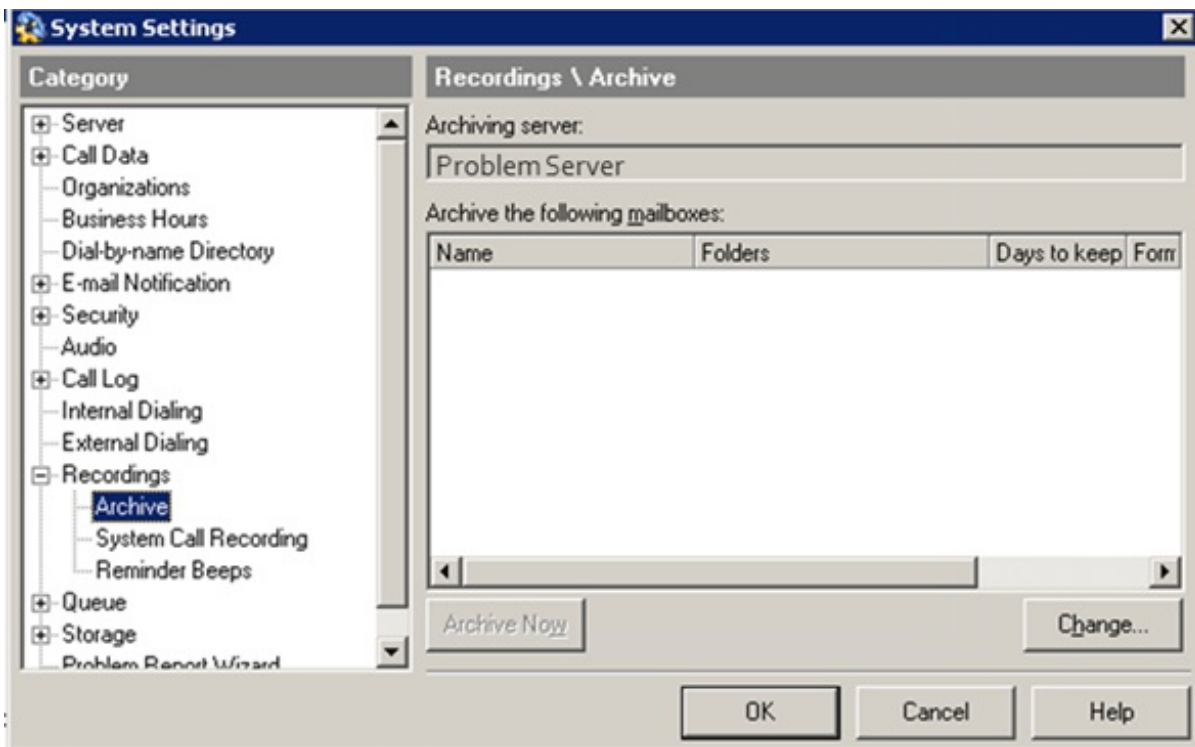 System Settings
Category
Server
Call Data
Organizations
Business Hours
Dial-by-name Directory
E-mail Notification
Security
Audio
Call Log
Internal Dialing
External Dialing
Recordings
Archive
System Call Recording
Reminder Beeps
Queue
Storage
Problem Report Wizard
Recordings \ Archive
Archiving server:
Problem Server
Archive the following mailboxes:
Name Folders Days to keep Form
Archive Now Change...
OK Cancel Help